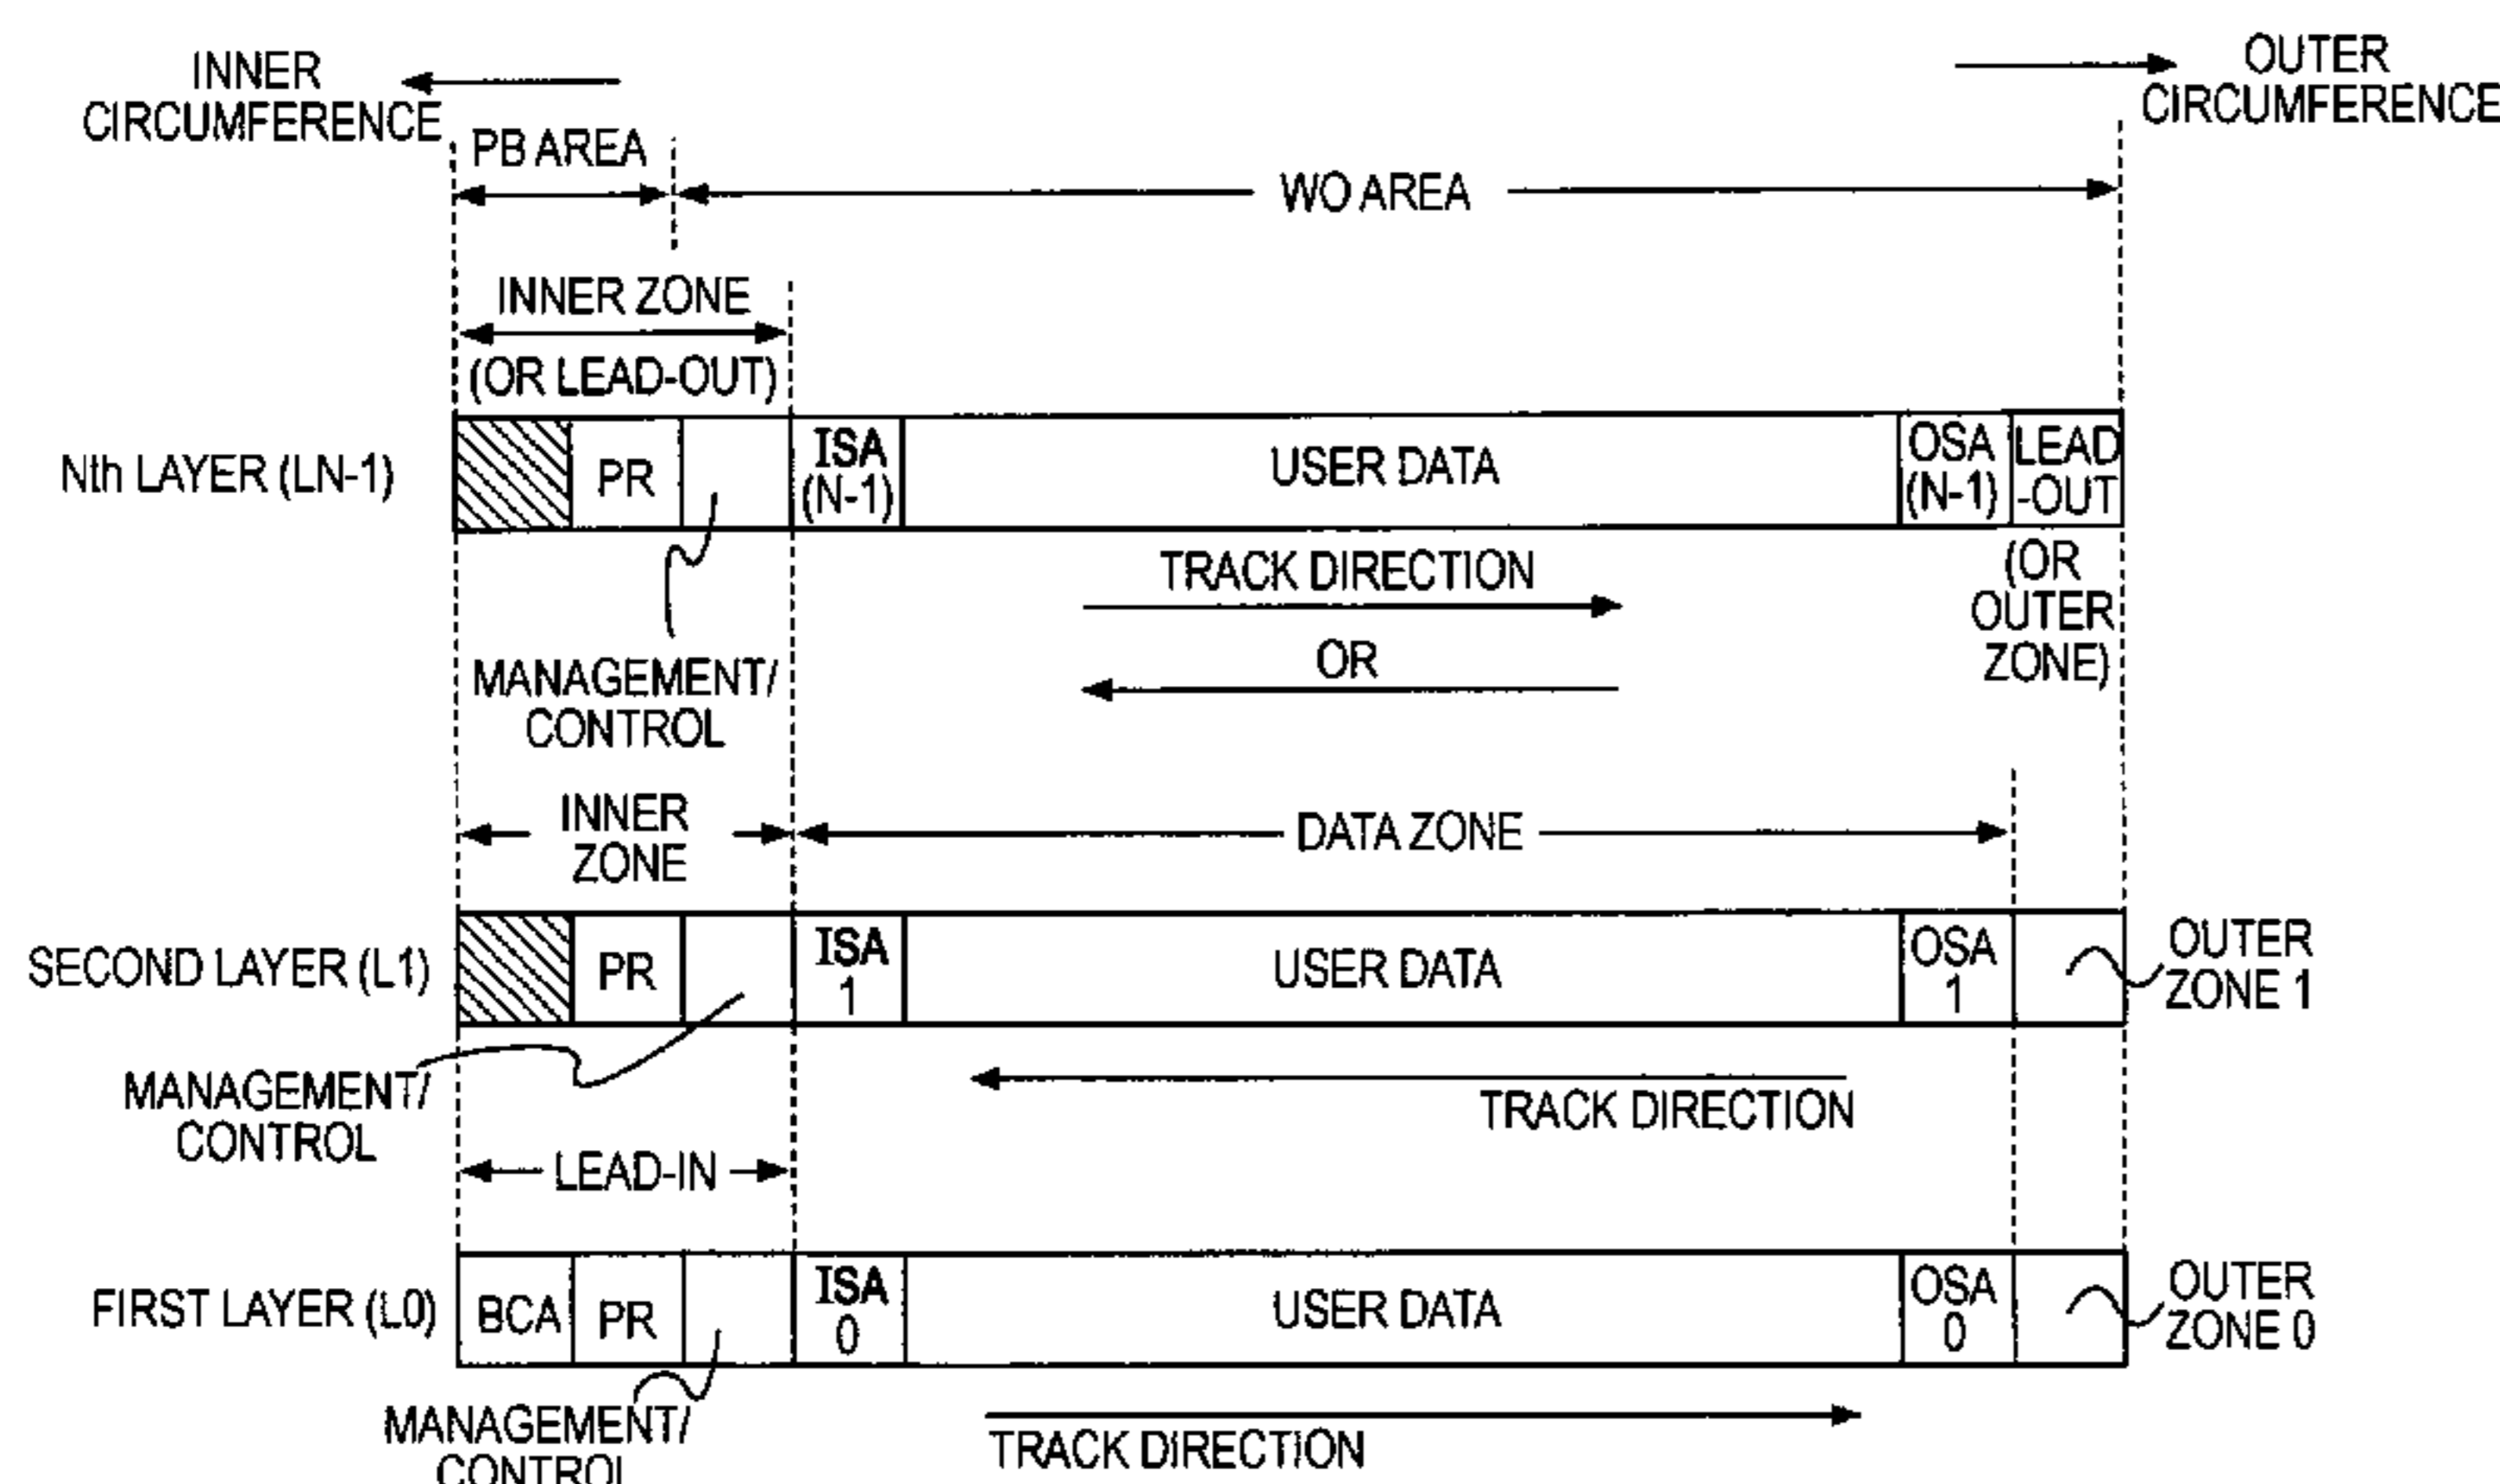 INNER
CIRCUMFERENCE
OUTER
CIRCUMFERENCE
PB AREA
WO AREA
INNER ZONE
(OR LEAD-OUT)
Nth LAYER (LN-1)
PR
ISA
(N-1)
USER DATA
OSA
(N-1)
LEAD
-OUT
(OR
OUTER
ZONE)
TRACK DIRECTION
OR
MANAGEMENT/
CONTROL
INNER
ZONE
DATA ZONE
SECOND LAYER (L1)
PR
ISA
1
USER DATA
OSA
1
OUTER
ZONE 1
MANAGEMENT/
CONTROL
TRACK DIRECTION
LEAD-IN
FIRST LAYER (L0)
BCA
PR
ISA
0
USER DATA
OSA
0
OUTER
ZONE 0
MANAGEMENT/
CONTROL
TRACK DIRECTION